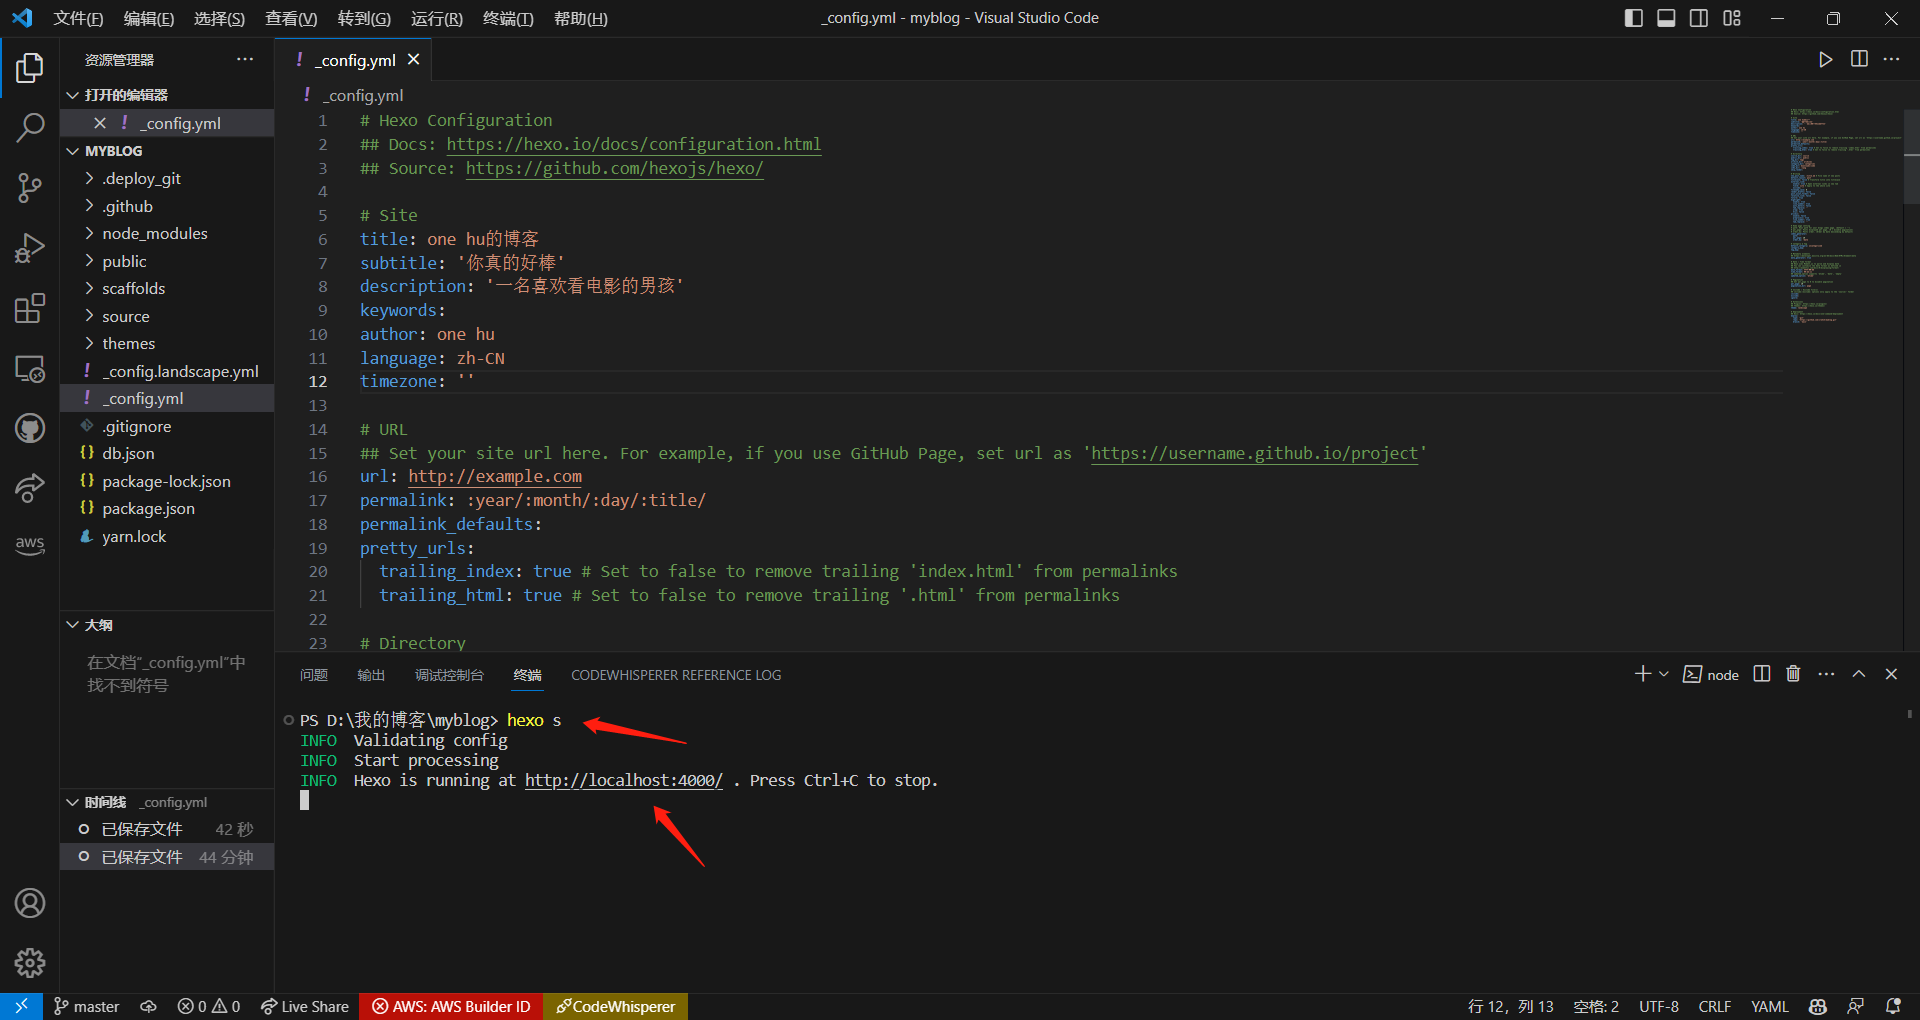 文件(F) 编辑(E) 选择(S) 查看(V) 转到(G) 运行(R) 终端(T) 帮助(H)
_config.yml - myblog - Visual Studio Code
资源管理器
打开的编辑器
_config.yml
MYBLOG
.deploy_git
.github
node_modules
public
scaffolds
source
themes
_config.landscape.yml
_config.yml
.gitignore
db.json
package-lock.json
package.json
yarn.lock
aws
大纲
在文档"_config.yml"中
找不到符号
时间线 _config.yml
已保存文件 42 秒
已保存文件 44 分钟
_config.yml
_config.yml
1 # Hexo Configuration
2 ## Docs: https://hexo.io/docs/configuration.html
3 ## Source: https://github.com/hexojs/hexo/
4
5 # Site
6 title: one hu的博客
7 subtitle: '你真的好棒'
8 description: '一名喜欢看电影的男孩'
9 keywords:
10 author: one hu
11 language: zh-CN
12 timezone: ''
13
14 # URL
15 ## Set your site url here. For example, if you use GitHub Page, set url as 'https://username.github.io/project'
16 url: http://example.com
17 permalink: :year/:month/:day/:title/
18 permalink_defaults:
19 pretty_urls:
20 trailing_index: true # Set to false to remove trailing 'index.html' from permalinks
21 trailing_html: true # Set to false to remove trailing '.html' from permalinks
22
23 # Directory
问题 输出 调试控制台 终端 CODEWHISPERER REFERENCE LOG
node
PS D:\我的博客\myblog> hexo s
INFO Validating config
INFO Start processing
INFO Hexo is running at http://localhost:4000/ . Press Ctrl+C to stop.
master 0 0 Live Share AWS: AWS Builder ID CodeWhisperer
行 12，列 13 空格: 2 UTF-8 CRLF YAML